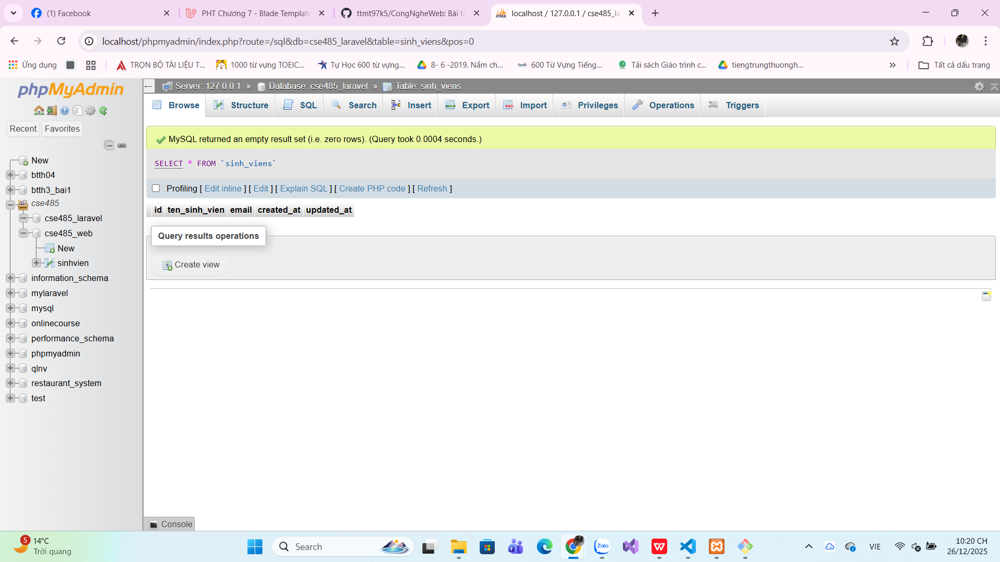 (1) Facebook
PHT Chương 7 - Blade Template
ttmt97k5/CongNgheWeb: Bài tậ
localhost / 127.0.0.1 / cse485_la
localhost/phpmyadmin/index.php?route=/sql&db=cse485_laravel&table=sinh_viens&pos=0
Ứng dụng
TRỌN BỘ TÀI LIỆU T...
1000 từ vựng TOEIC...
Tự Học 600 từ vựng...
8- 6 -2019. Nắm ch...
600 Từ Vựng Tiếng...
Tải sách Giáo trình c...
tiengtrungthuongh...
Tất cả dấu trang
phpMyAdmin
Recent
Favorites
New
btth04
btth3_bai1
cse485
cse485_laravel
cse485_web
New
sinhvien
information_schema
mylaravel
mysql
onlinecourse
performance_schema
phpmyadmin
qlnv
restaurant_system
test
Server: 127.0.0.1 » Database: cse485_laravel » Table: sinh_viens
Browse
Structure
SQL
Search
Insert
Export
Import
Privileges
Operations
Triggers
MySQL returned an empty result set (i.e. zero rows). (Query took 0.0004 seconds.)
SELECT * FROM `sinh_viens`
Profiling [ Edit inline ] [ Edit ] [ Explain SQL ] [ Create PHP code ] [ Refresh ]
id ten_sinh_vien email created_at updated_at
Query results operations
Create view
Console
5
14°C
Trời quang
Search
Zalo
VIE
10:20 CH
26/12/2025